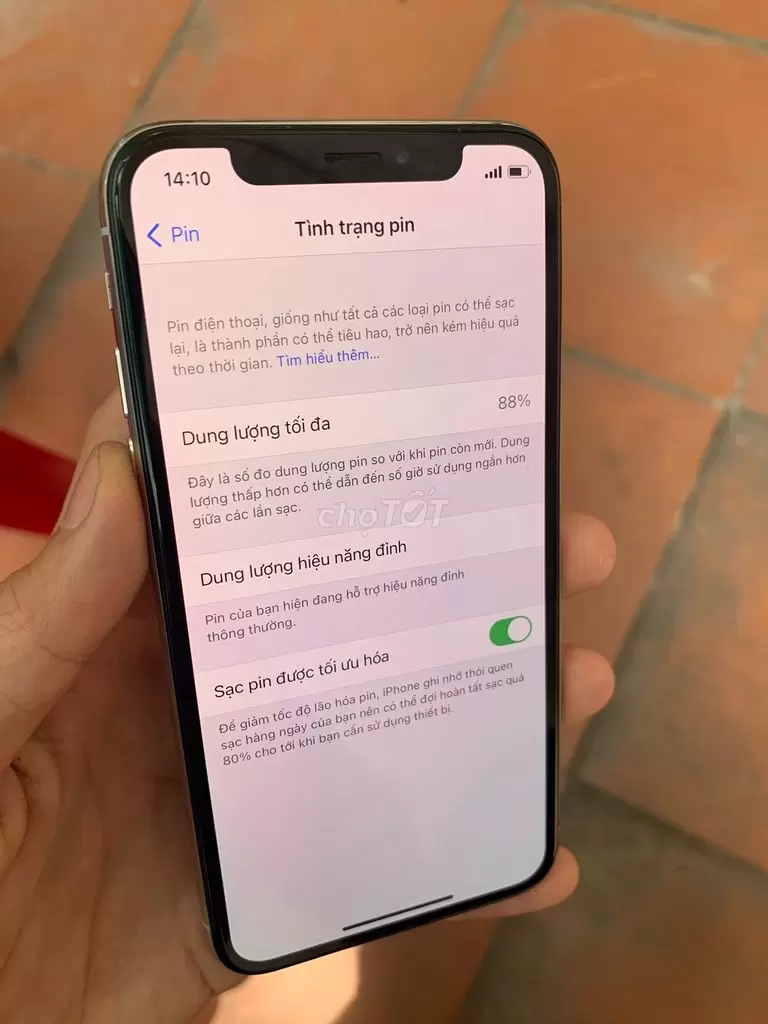 14:10
Pin
Tình trạng pin
Pin điện thoại, giống như tất cả các loại pin có thể sạc
lại, là thành phần có thể tiêu hao, trở nên kém hiệu quả
theo thời gian. Tìm hiểu thêm...
Dung lượng tối đa 88%
Đây là số đo dung lượng pin so với khi pin còn mới. Dung
lượng thấp hơn có thể dẫn đến số giờ sử dụng ngắn hơn
giữa các lần sạc.
chợTỐT
Dung lượng hiệu năng đỉnh
Pin của bạn hiện đang hỗ trợ hiệu năng đỉnh
thông thường.
Sạc pin được tối ưu hóa
Để giảm tốc độ lão hóa pin, iPhone ghi nhớ thói quen
sạc hàng ngày của bạn nên có thể đợi hoàn tất sạc quá
80% cho tới khi bạn cần sử dụng thiết bị.